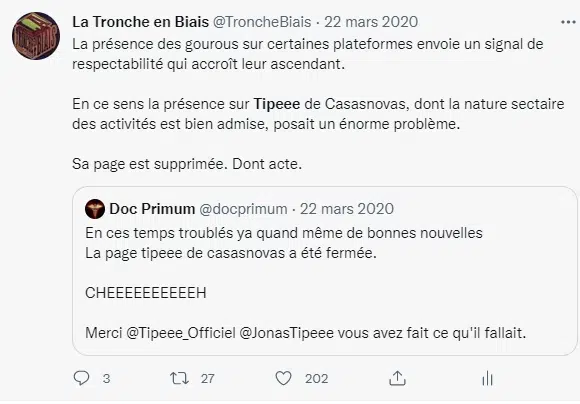 La Tronche en Biais @TroncheBiais · 22 mars 2020
La présence des gourous sur certaines plateformes envoie un signal de
respectabilité qui accroît leur ascendant.
En ce sens la présence sur Tipeee de Casasnovas, dont la nature sectaire
des activités est bien admise, posait un énorme problème.
Sa page est supprimée. Dont acte.
Doc Primum @docprimum · 22 mars 2020
En ces temps troublés ya quand même de bonnes nouvelles
La page tipeee de casasnovas a été fermée.
CHEEEEEEEEEEH
Merci @Tipeee_Officiel @JonasTipeee vous avez fait ce qu'il fallait.
3 27 202